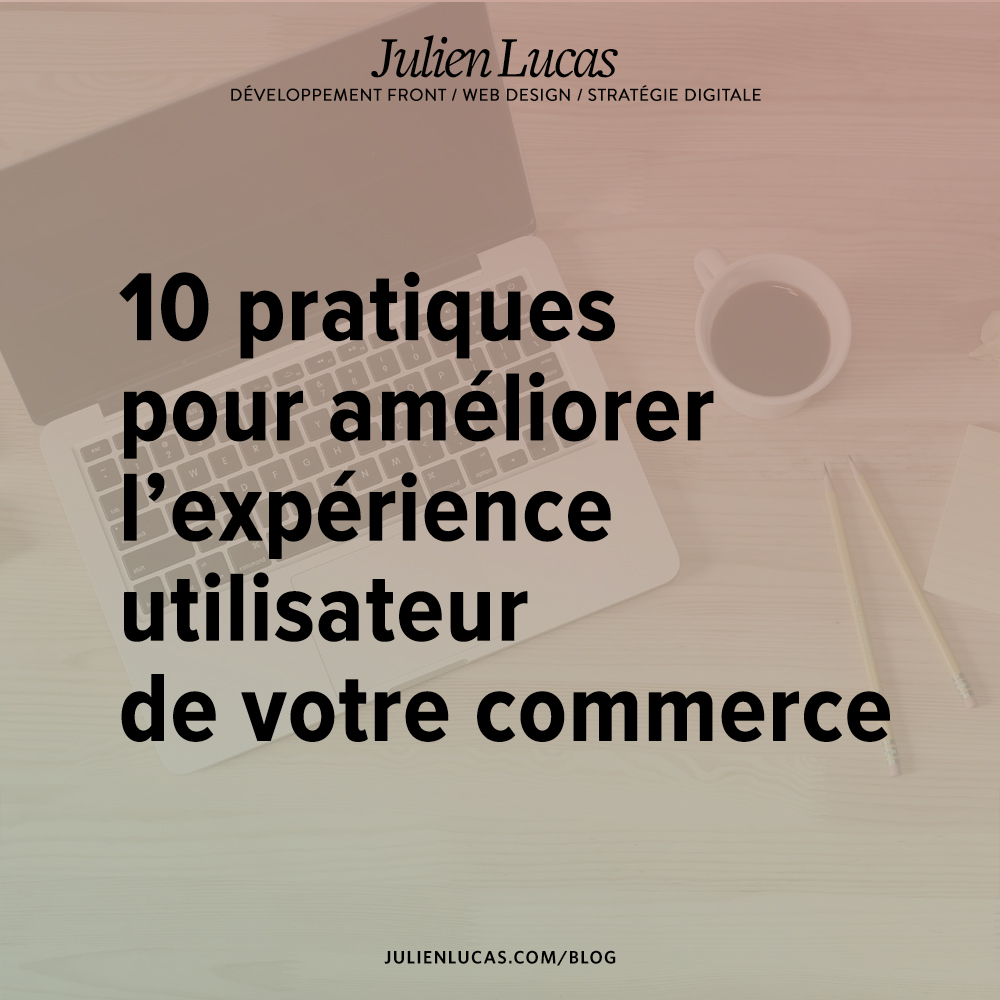 Julien Lucas
DÉVELOPPEMENT FRONT / WEB DESIGN / STRATÉGIE DIGITALE
10 pratiques
pour améliorer
l’expérience
utilisateur
de votre commerce
JULIENLUCAS.COM/BLOG